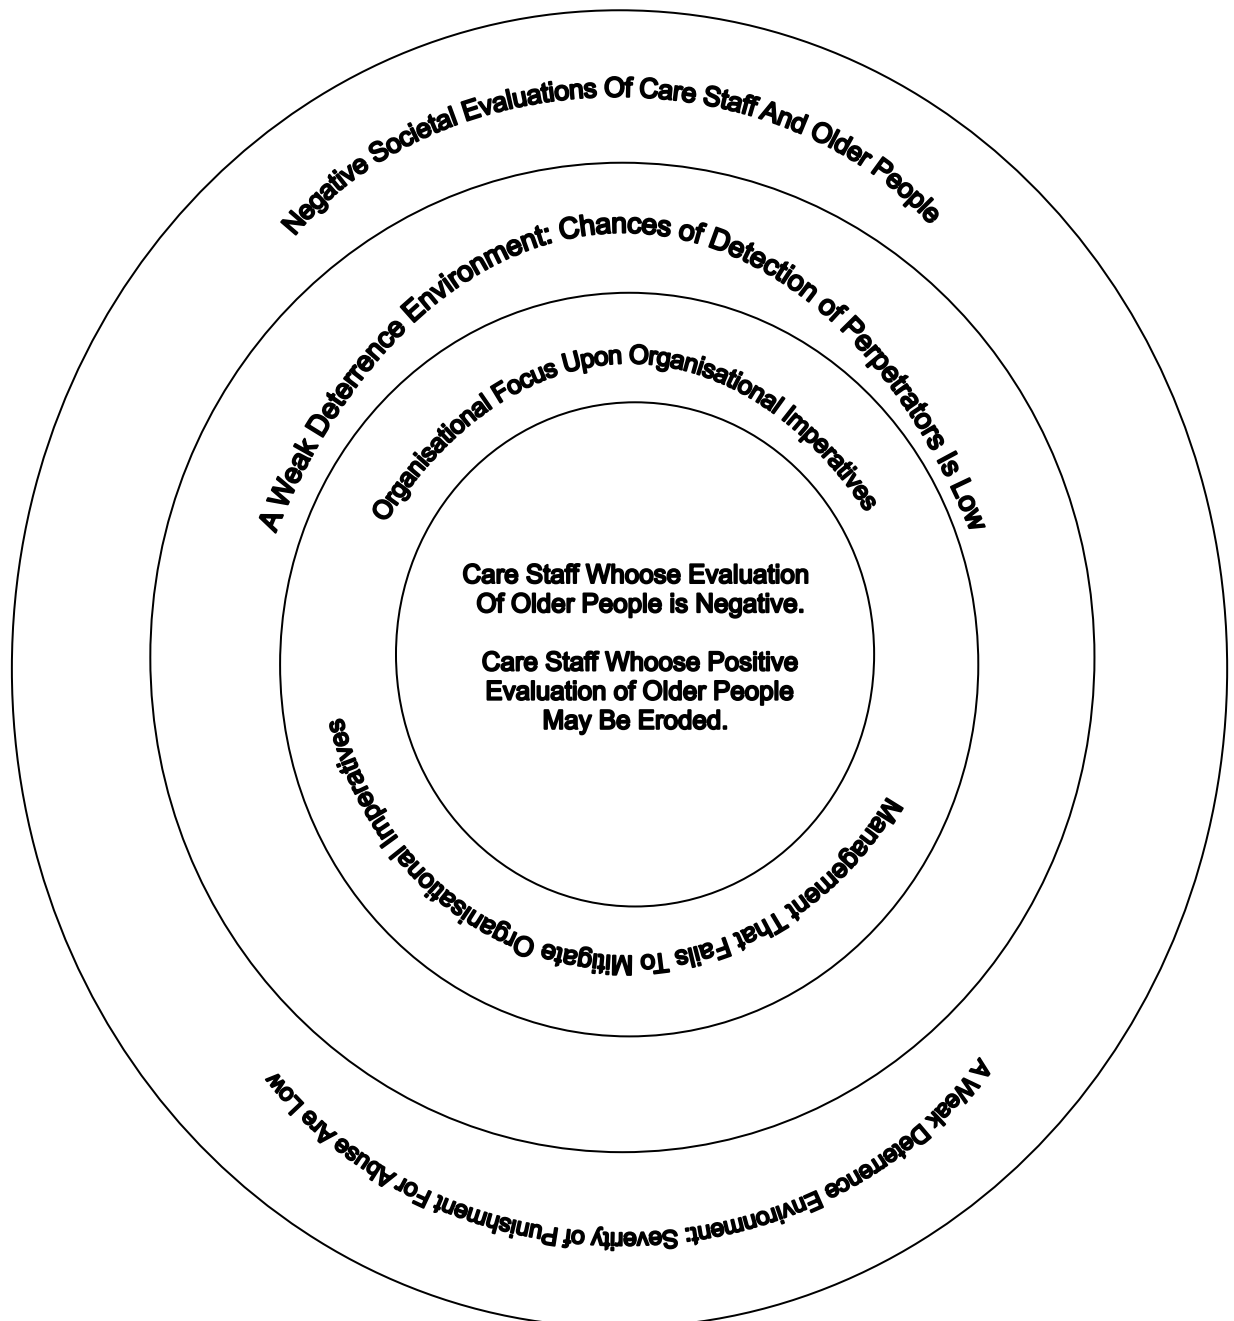 Negative Societal Evaluations Of Care Staff And Older People
A Weak Deterrence Environment: Chances of Detection of Perpetrators Is Low
Organisational Focus Upon Organisational Imperatives
Care Staff Whoose Evaluation
Of Older People is Negative.
Care Staff Whoose Positive
Evaluation of Older People
May Be Eroded.
Management That Fails To Mitigate Organisational Imperatives
A Weak Deterrence Environment: Severity of Punishment For Abuse Are Low